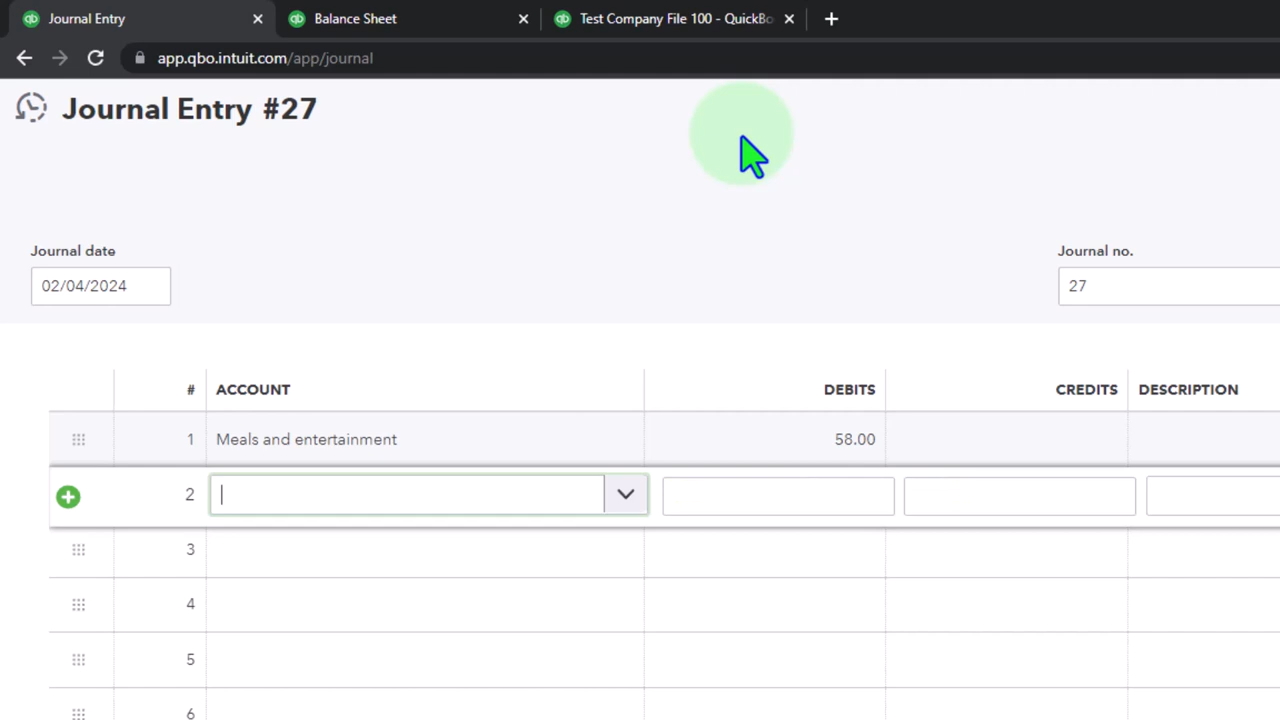 Journal Entry
Balance Sheet
Test Company File 100 - QuickBo
app.qbo.intuit.com/app/journal
Journal Entry #27
Journal date
Journal no.
02/04/2024
27
# ACCOUNT DEBITS CREDITS DESCRIPTION
1 Meals and entertainment 58.00
2
3
4
5
6